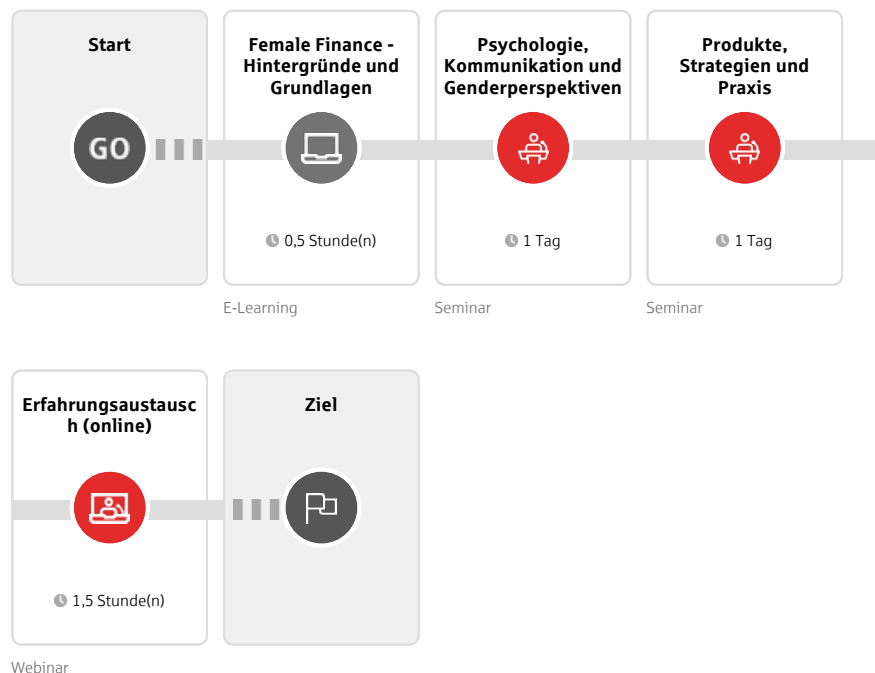 Start
Female Finance -
Hintergründe und
Grundlagen
Psychologie,
Kommunikation und
Genderperspektiven
Produkte,
Strategien und
Praxis
GO
0,5 Stunde(n)
1 Tag
1 Tag
E-Learning
Seminar
Seminar
Erfahrungsaustausc
h (online)
Ziel
1,5 Stunde(n)
Webinar